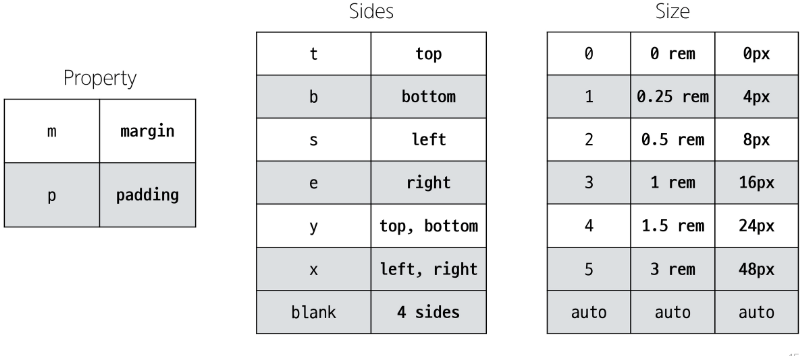 Property
m margin
p padding
Sides
t top
b bottom
s left
e right
y top, bottom
x left, right
blank 4 sides
Size
0 0 rem 0px
1 0.25 rem 4px
2 0.5 rem 8px
3 1 rem 16px
4 1.5 rem 24px
5 3 rem 48px
auto auto auto